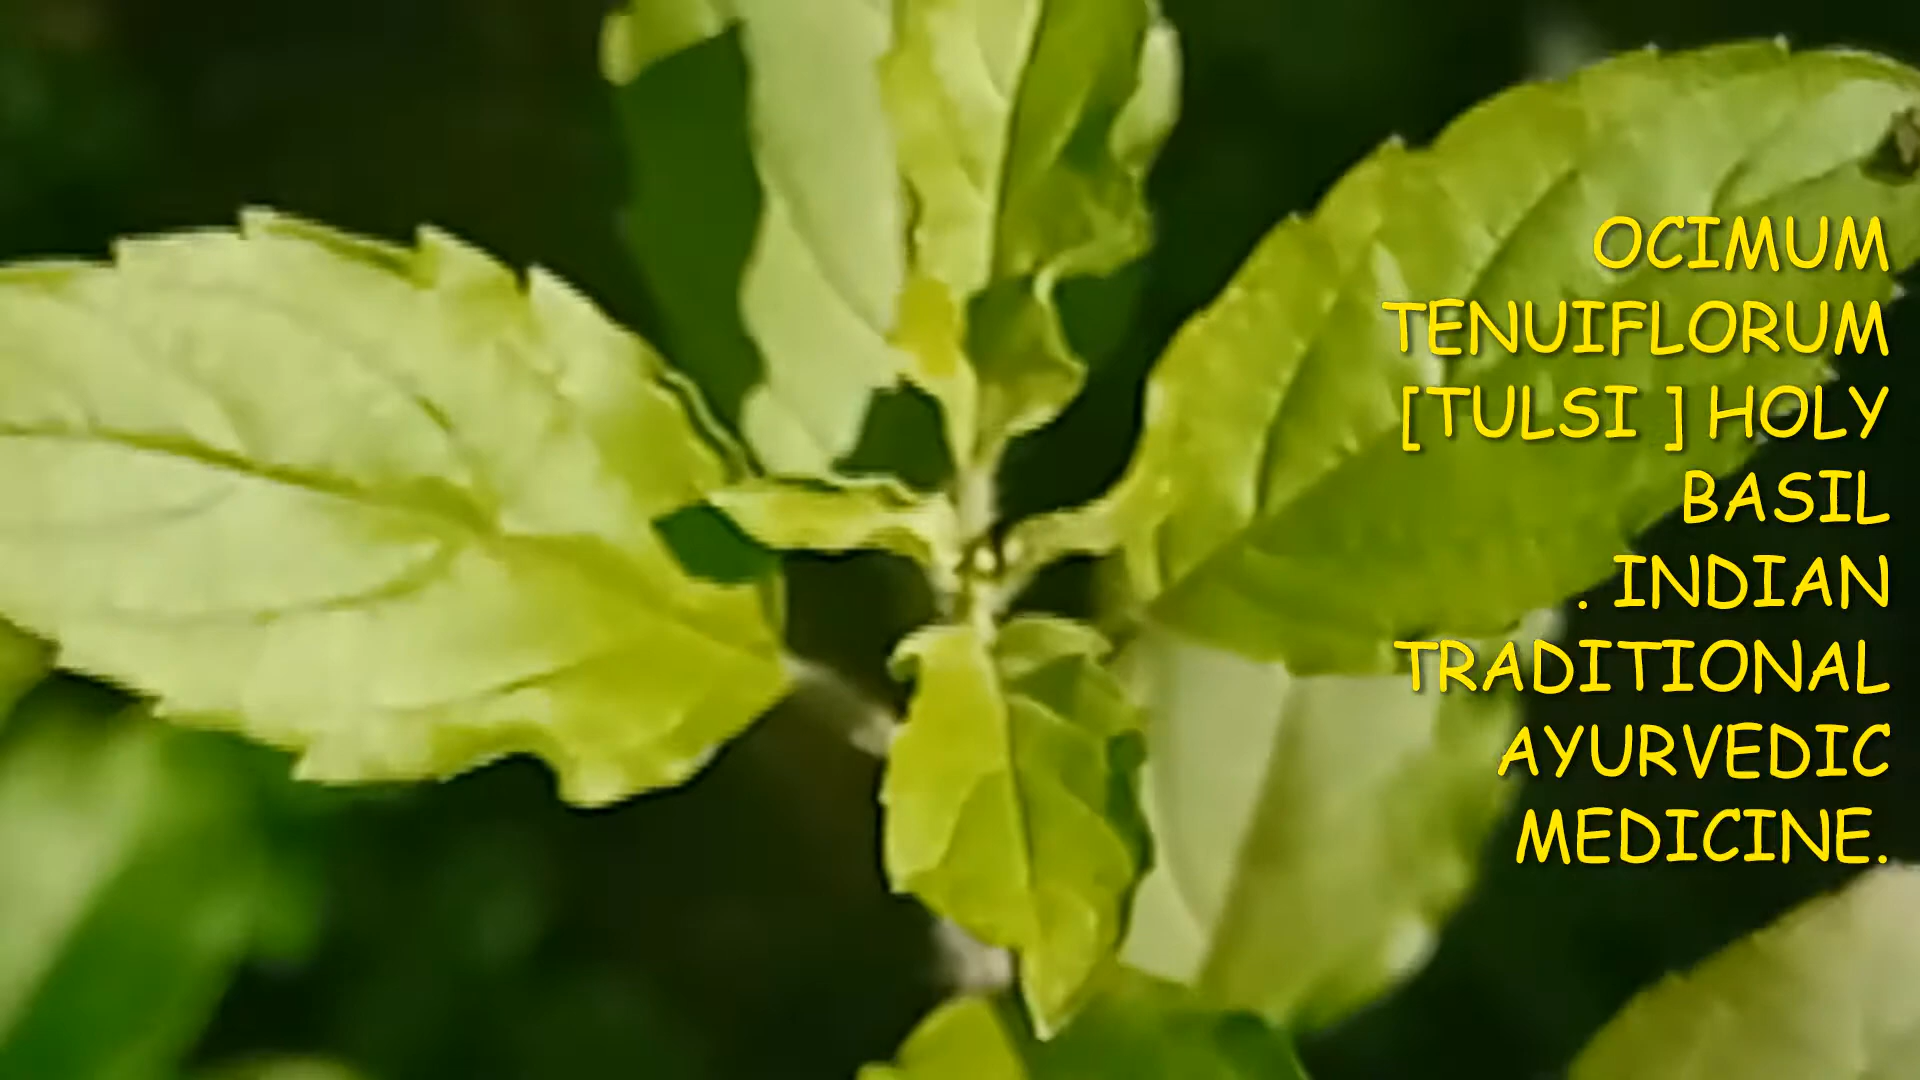 OCIMUM
TENUIFLORUM
[TULSI ] HOLY
BASIL
. INDIAN
TRADITIONAL
AYURVEDIC
MEDICINE.